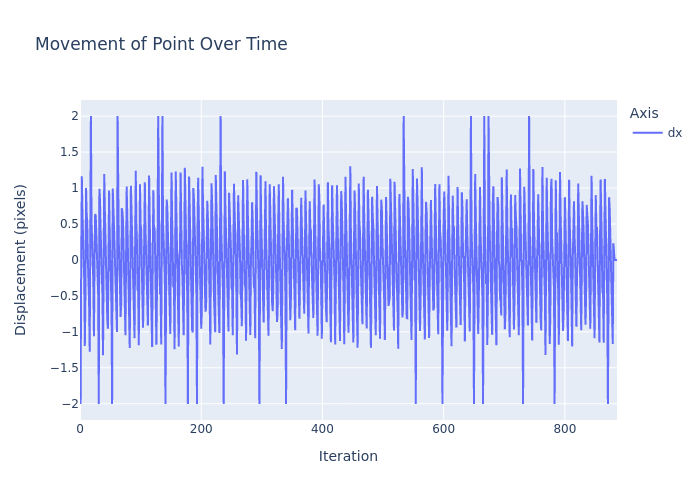 Movement of Point Over Time
Axis
dx
2
1.5
1
0.5
0
−0.5
−1
−1.5
−2
Displacement (pixels)
0 200 400 600 800
Iteration